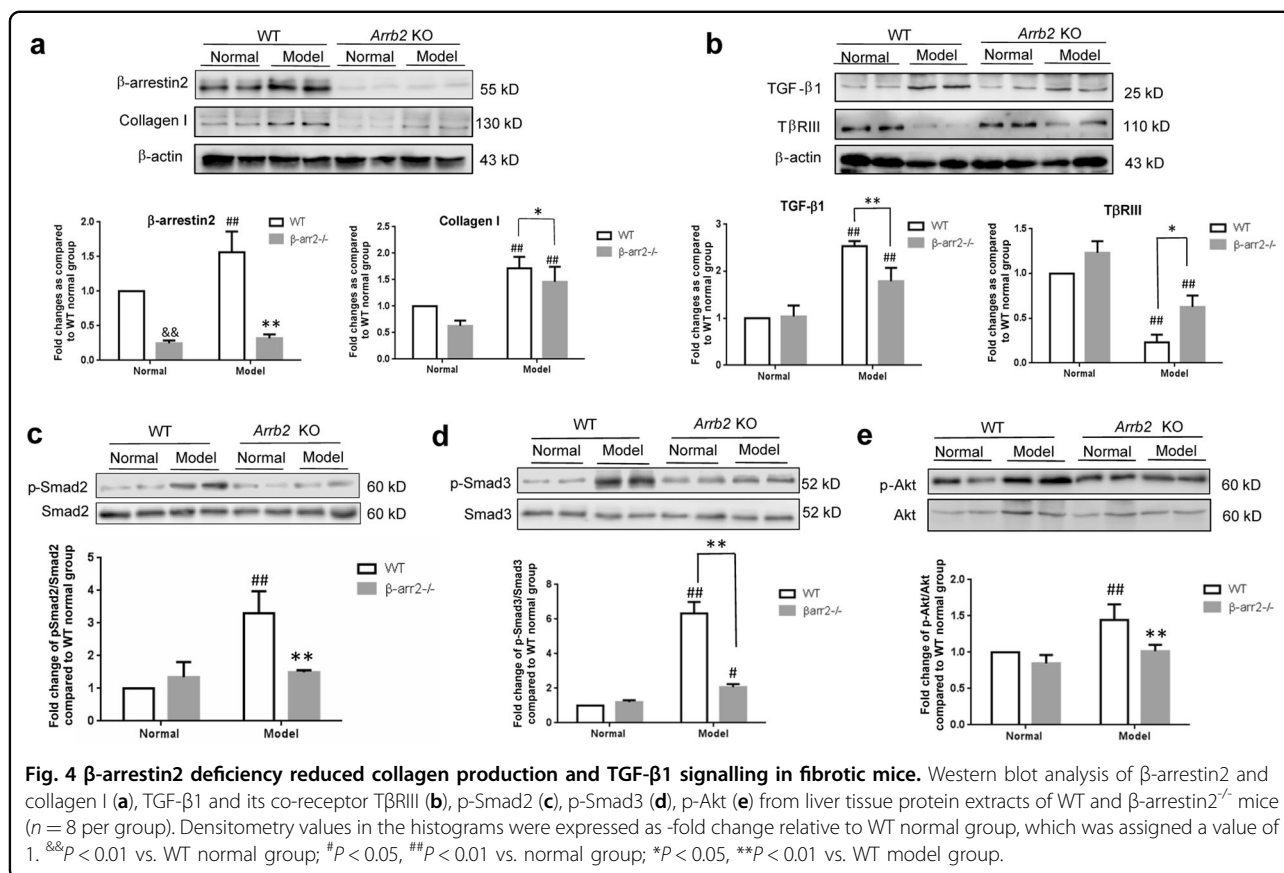 a
WT Arrb2 KO
Normal Model Normal Model
β-arrestin2 55 kD
Collagen I 130 kD
β-actin 43 kD
β-arrestin2
Fold changes as compared
to WT normal group
2.0
1.5
1.0
0.5
0.0
&&
##
**
Normal Model
WT
β-arr2-/-
Collagen I
Fold changes as compared
to WT normal group
2.5
2.0
1.5
1.0
0.5
0.0
*
## ##
Normal Model
WT
β-arr2-/-
b
WT Arrb2 KO
Normal Model Normal Model
TGF-β1 25 kD
TβRIII 110 kD
β-actin 43 kD
TGF-β1
Fold changes as compared
to WT normal group
3
2
1
0
**
## ##
Normal Model
WT
β-arr2-/-
TβRIII
Fold changes as compared
to WT normal group
1.5
1.0
0.5
0.0
*
## ##
Normal Model
WT
β-arr2-/-
c
WT Arrb2 KO
Normal Model Normal Model
p-Smad2 60 kD
Smad2 60 kD
Fold change of pSmad2/Smad2
compared to WT normal group
5
4
3
2
1
0
##
**
Normal Model
WT
β-arr2-/-
d
WT Arrb2 KO
Normal Model Normal Model
p-Smad3 52 kD
Smad3 52 kD
Fold change of p-Smad3/Smad3
compared to WT normal group
8
6
4
2
0
**
##
#
Normal Model
WT
βarr2-/-
e
WT Arrb2 KO
Normal Model Normal Model
p-Akt 60 kD
Akt 60 kD
Fold change of p-Akt/Akt
compared to WT normal group
2.0
1.5
1.0
0.5
0.0
##
**
Normal Model
WT
β-arr2-/-
Fig. 4 β-arrestin2 deficiency reduced collagen production and TGF-β1 signalling in fibrotic mice. Western blot analysis of β-arrestin2 and
collagen I (a), TGF-β1 and its co-receptor TβRIII (b), p-Smad2 (c), p-Smad3 (d), p-Akt (e) from liver tissue protein extracts of WT and β-arrestin2-/- mice
(n = 8 per group). Densitometry values in the histograms were expressed as -fold change relative to WT normal group, which was assigned a value of
1. &&P < 0.01 vs. WT normal group; #P < 0.05, ##P < 0.01 vs. normal group; *P < 0.05, **P < 0.01 vs. WT model group.